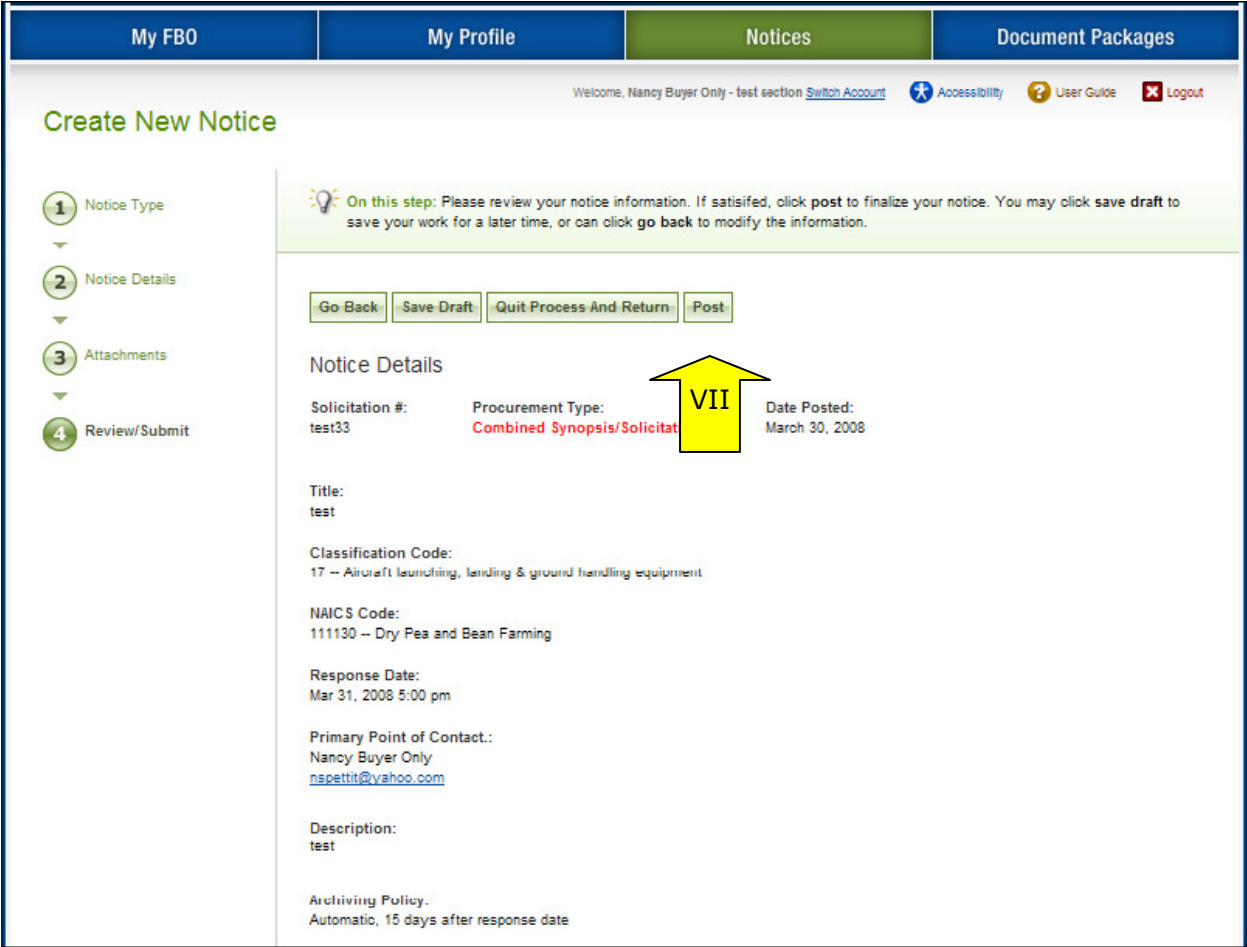 My FBO
My Profile
Notices
Document Packages
Welcome, Nancy Buyer Only - test section Switch Account
Accessibility
User Guide
Logout
Create New Notice
1 Notice Type
2 Notice Details
3 Attachments
4 Review/Submit
On this step: Please review your notice information. If satisifed, click post to finalize your notice. You may click save draft to
save your work for a later time, or can click go back to modify the information.
Go Back
Save Draft
Quit Process And Return
Post
VII
Notice Details
Solicitation #:
test33
Procurement Type:
Combined Synopsis/Solicitat
Date Posted:
March 30, 2008
Title:
test
Classification Code:
17 -- Aircraft launching, landing & ground handling equipment
NAICS Code:
111130 -- Dry Pea and Bean Farming
Response Date:
Mar 31, 2008 5:00 pm
Primary Point of Contact.:
Nancy Buyer Only
nspettit@yahoo.com
Description:
test
Archiving Policy:
Automatic, 15 days after response date